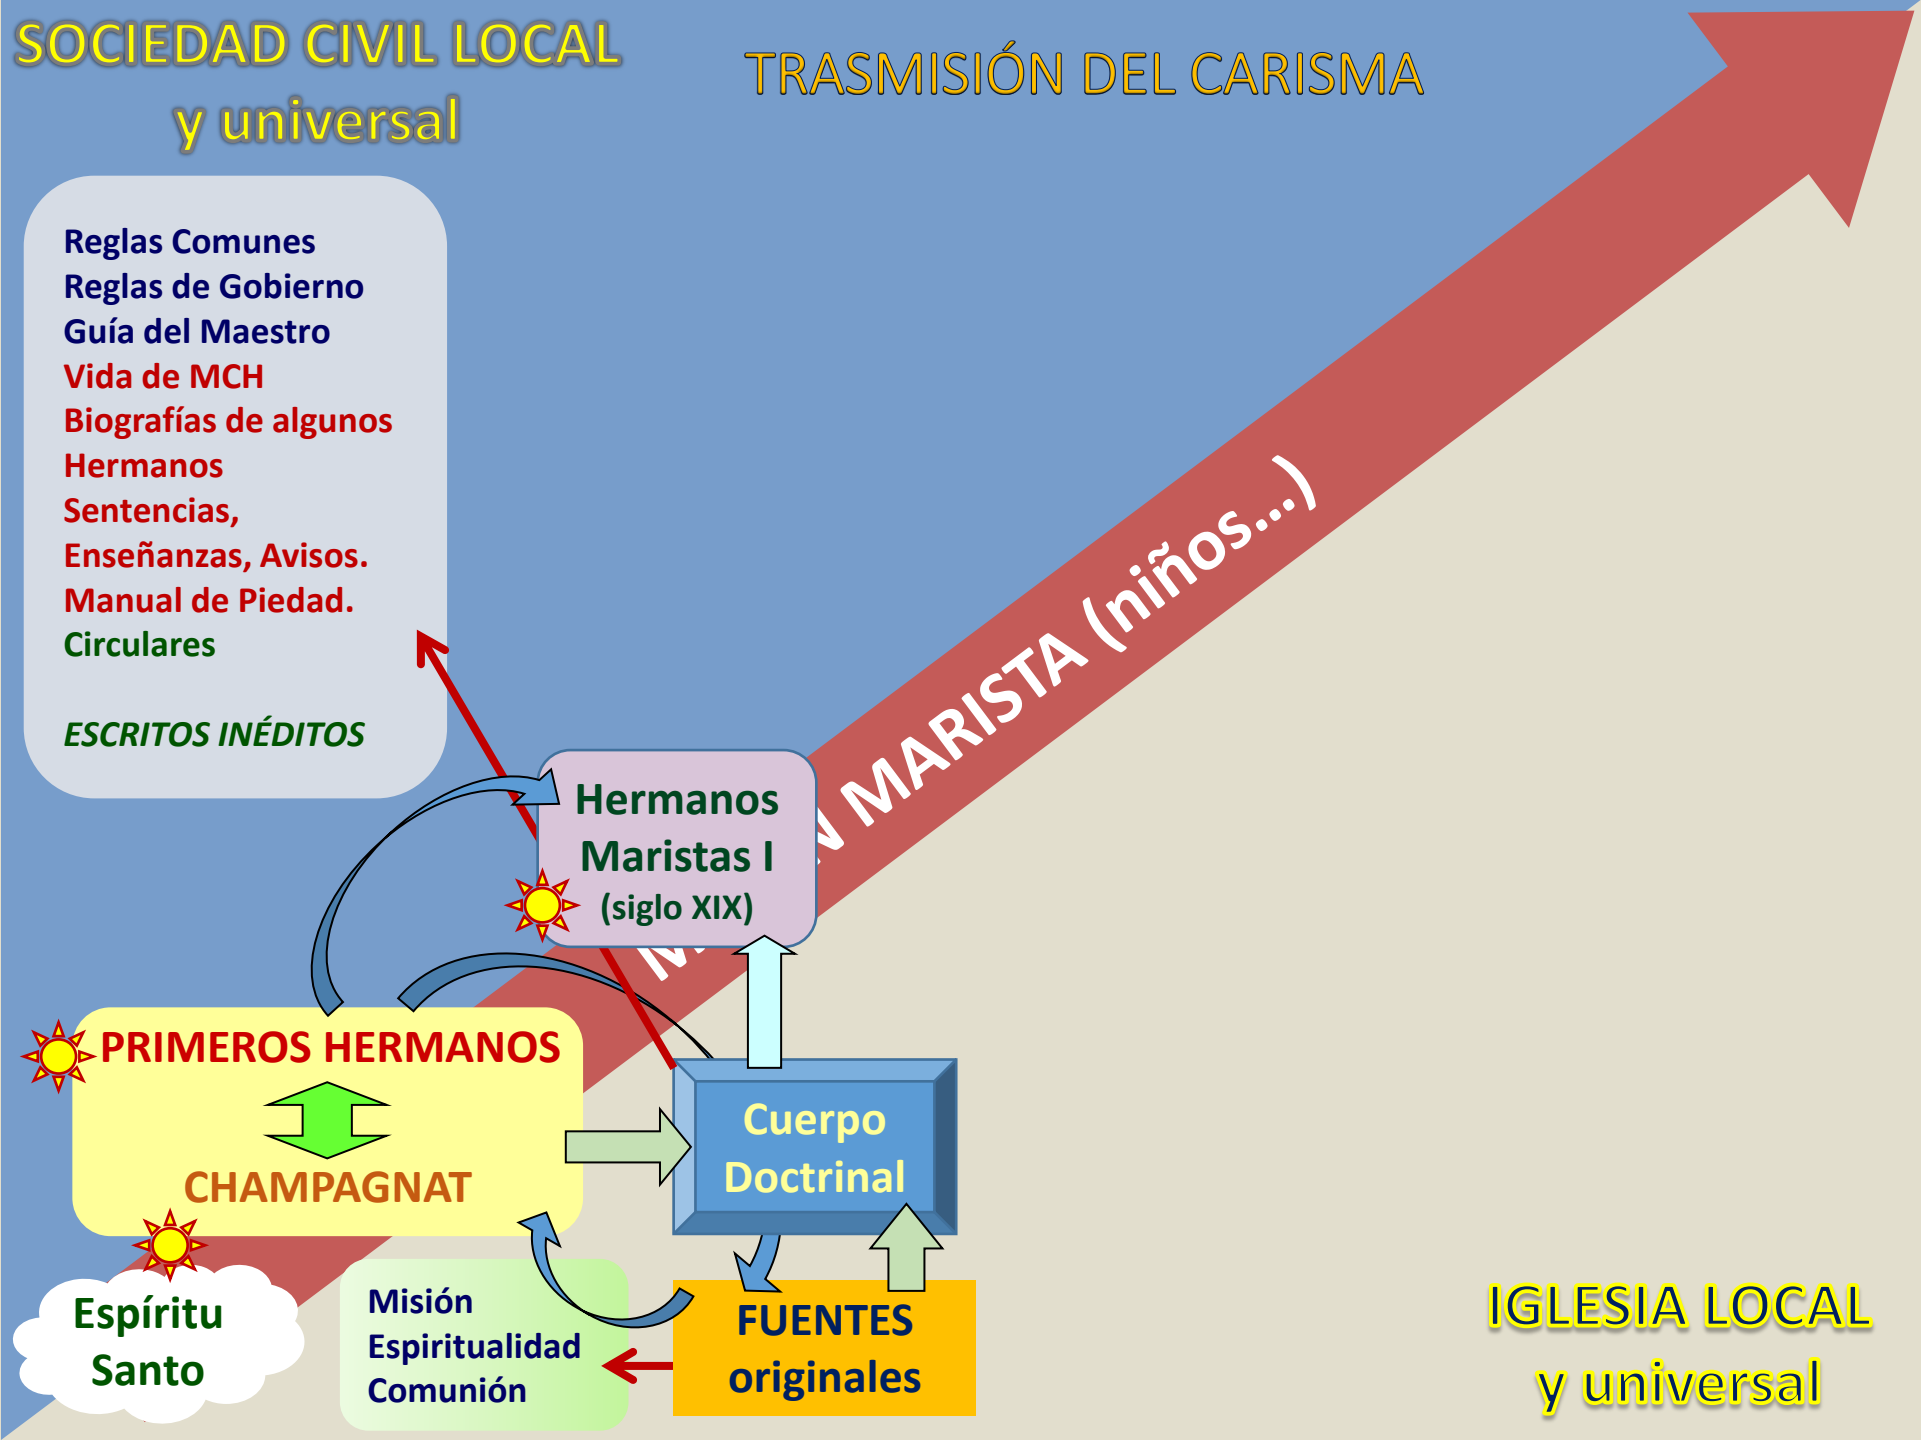 SOCIEDAD CIVIL LOCAL
y universal
TRASMISIÓN DEL CARISMA
Reglas Comunes
Reglas de Gobierno
Guía del Maestro
Vida de MCH
Biografías de algunos
Hermanos
Sentencias,
Enseñanzas, Avisos.
Manual de Piedad.
Circulares
ESCRITOS INÉDITOS
MARISTA (niños...)
Hermanos
Maristas I
(siglo XIX)
PRIMEROS HERMANOS
CHAMPAGNAT
Cuerpo
Doctrinal
Espíritu
Santo
Misión
Espiritualidad
Comunión
FUENTES
originales
IGLESIA LOCAL
y universal